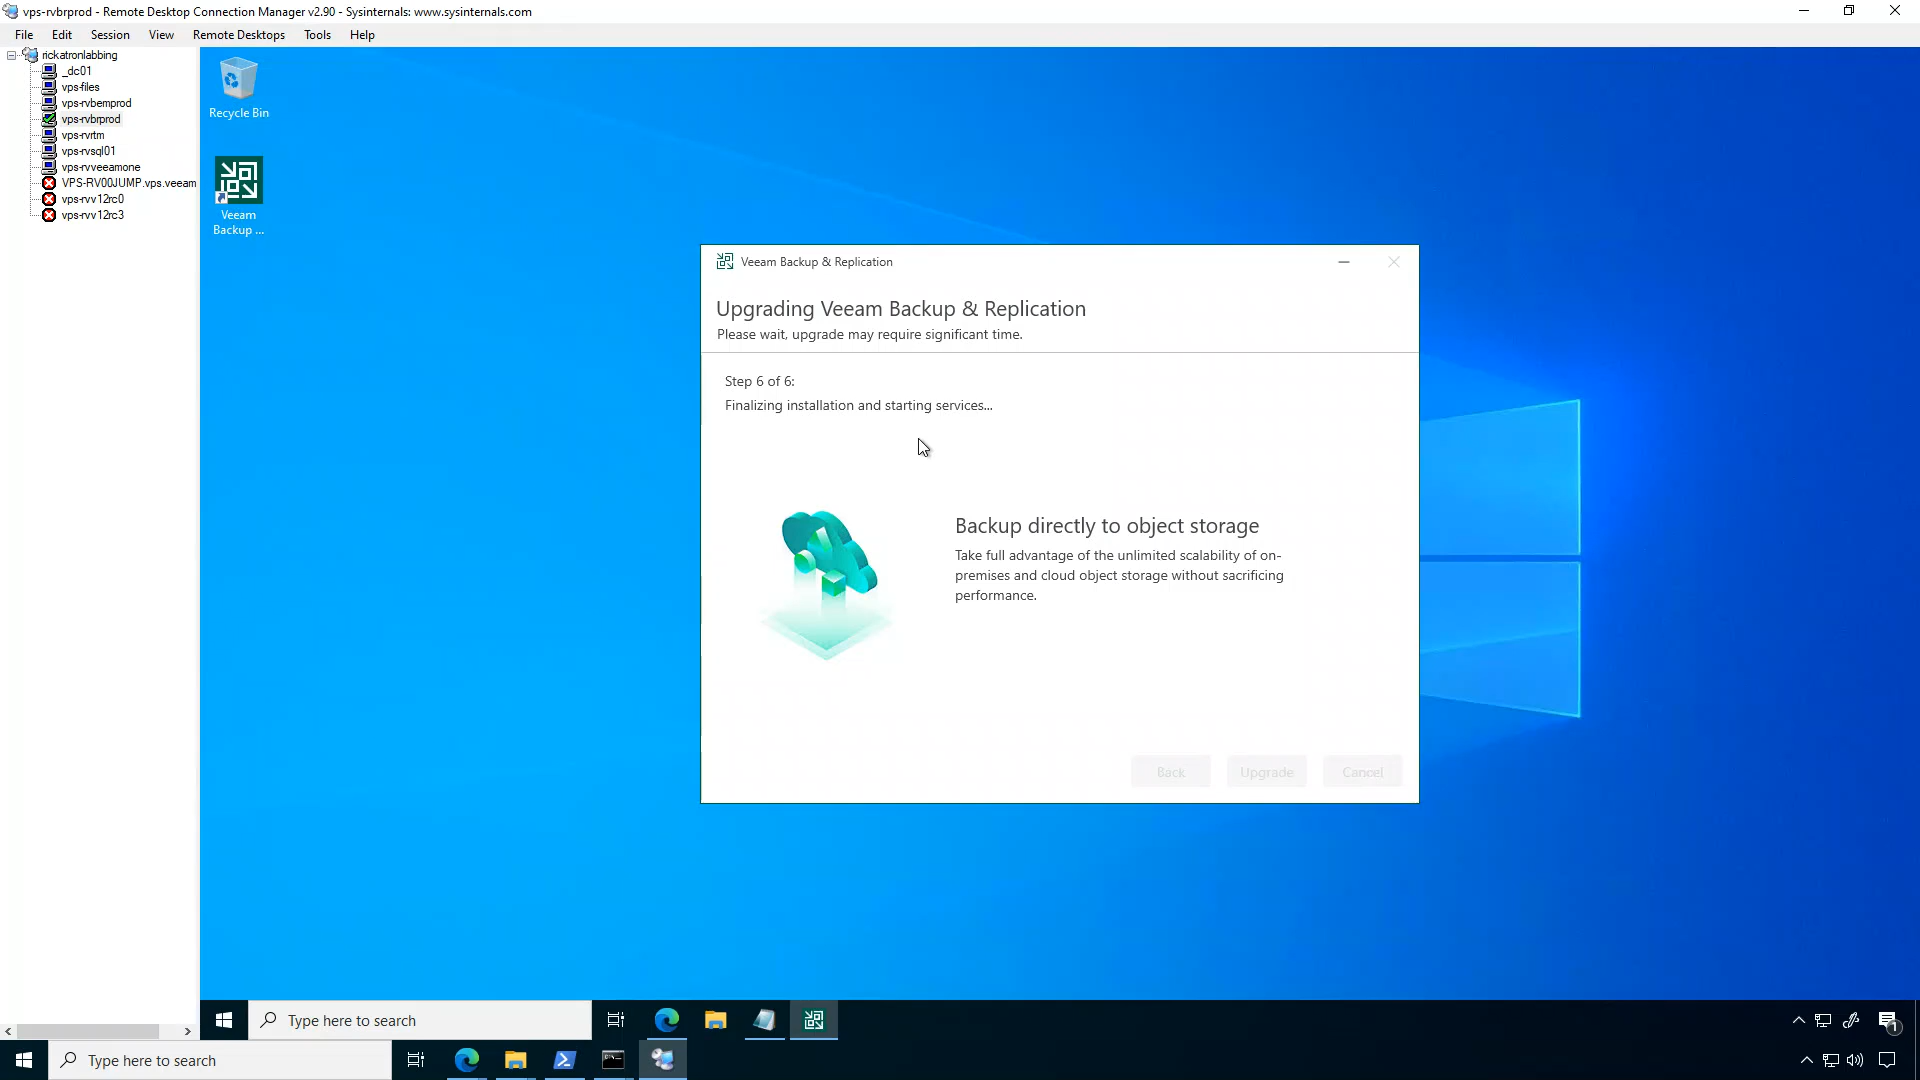 vps-rvbrprod - Remote Desktop Connection Manager v2.90 - Sysinternals: www.sysinternals.com
File Edit Session View Remote Desktops Tools Help
rickatronlabbing
_dc01
vps-files
vps-rvbemprod
vps-rvbrprod
vps-rvrtm
vps-rvsql01
vps-rvveeamone
VPS-RV00JUMP.vps.veeam
vps-rvv12rc0
vps-rvv12rc3
Recycle Bin
Veeam
Backup ...
Veeam Backup & Replication
Upgrading Veeam Backup & Replication
Please wait, upgrade may require significant time.
Step 6 of 6:
Finalizing installation and starting services...
Backup directly to object storage
Take full advantage of the unlimited scalability of on-
premises and cloud object storage without sacrificing
performance.
Back Upgrade Cancel
Type here to search
1
Type here to search